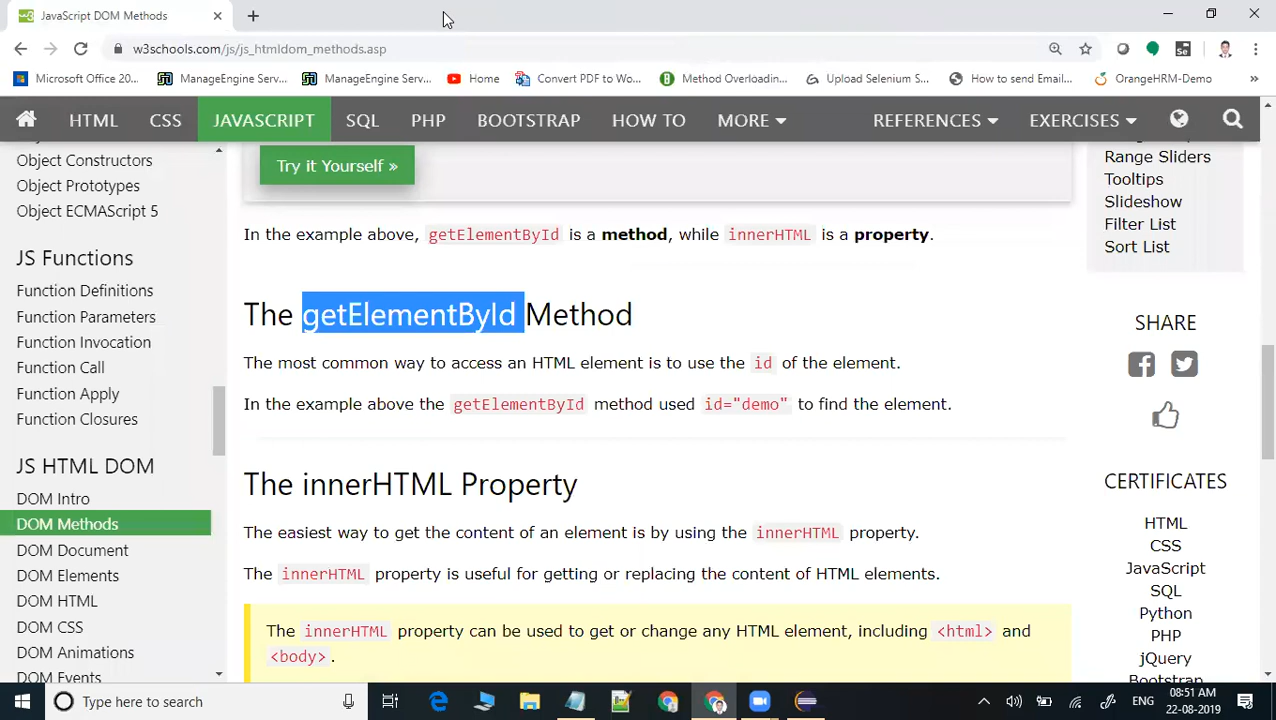 JavaScript DOM Methods
w3schools.com/js/js_htmldom_methods.asp
Microsoft Office 20...
ManageEngine Serv...
ManageEngine Serv...
Home
Convert PDF to Wo...
Method Overloadin...
Upload Selenium S...
How to send Email...
OrangeHRM-Demo
»
HTML
CSS
JAVASCRIPT
SQL
PHP
BOOTSTRAP
HOW TO
MORE
REFERENCES
EXERCISES
Object Constructors
Object Prototypes
Object ECMAScript 5
JS Functions
Function Definitions
Function Parameters
Function Invocation
Function Call
Function Apply
Function Closures
JS HTML DOM
DOM Intro
DOM Methods
DOM Document
DOM Elements
DOM HTML
DOM CSS
DOM Animations
DOM Events
Try it Yourself »
In the example above, getElementById is a method, while innerHTML is a property.
The getElementById Method
The most common way to access an HTML element is to use the id of the element.
In the example above the getElementById method used id="demo" to find the element.
The innerHTML Property
The easiest way to get the content of an element is by using the innerHTML property.
The innerHTML property is useful for getting or replacing the content of HTML elements.
The innerHTML property can be used to get or change any HTML element, including <html> and
<body>.
Range Sliders
Tooltips
Slideshow
Filter List
Sort List
SHARE
CERTIFICATES
HTML
CSS
JavaScript
SQL
Python
PHP
jQuery
Bootstrap
Type here to search
ENG
08:51 AM
22-08-2019